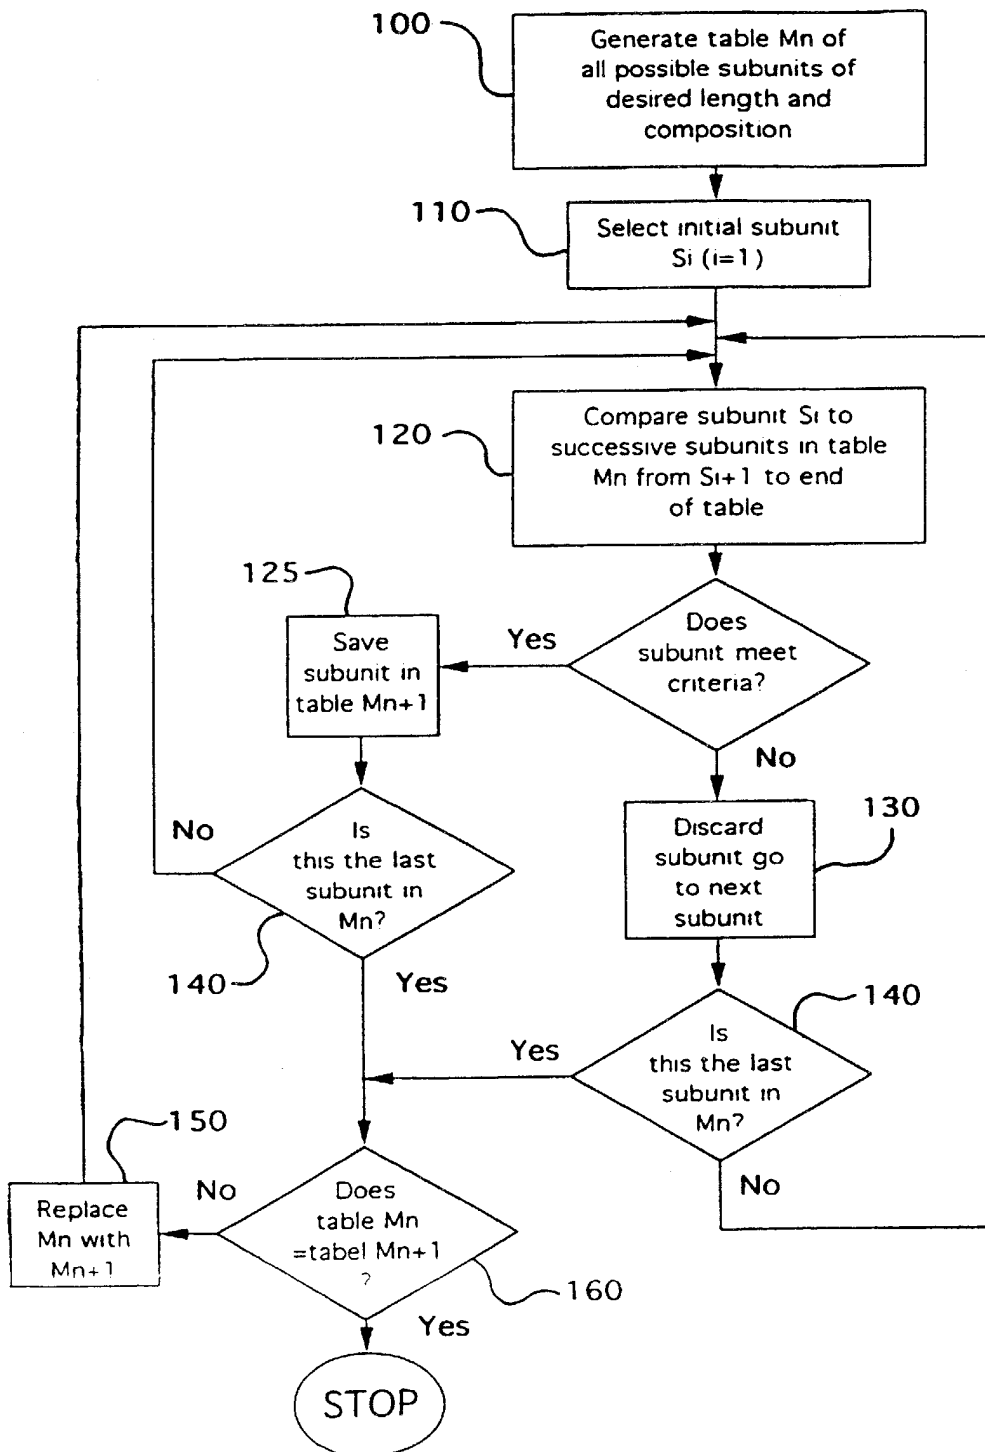 100
Generate table Mn of
all possible subunits of
desired length and
composition
110
Select initial subunit
Si (i=1)
120
Compare subunit Si to
successive subunits in table
Mn from Si+1 to end
of table
125
Save
subunit in
table Mn+1
Yes
Does
subunit meet
criteria?
No
No
Is
this the last
subunit in
Mn?
130
Discard
subunit go
to next
subunit
140
Yes
140
Yes
Is
this the last
subunit in
Mn?
150
No
No
Replace
Mn with
Mn+1
Does
table Mn
=tabel Mn+1
?
160
Yes
STOP